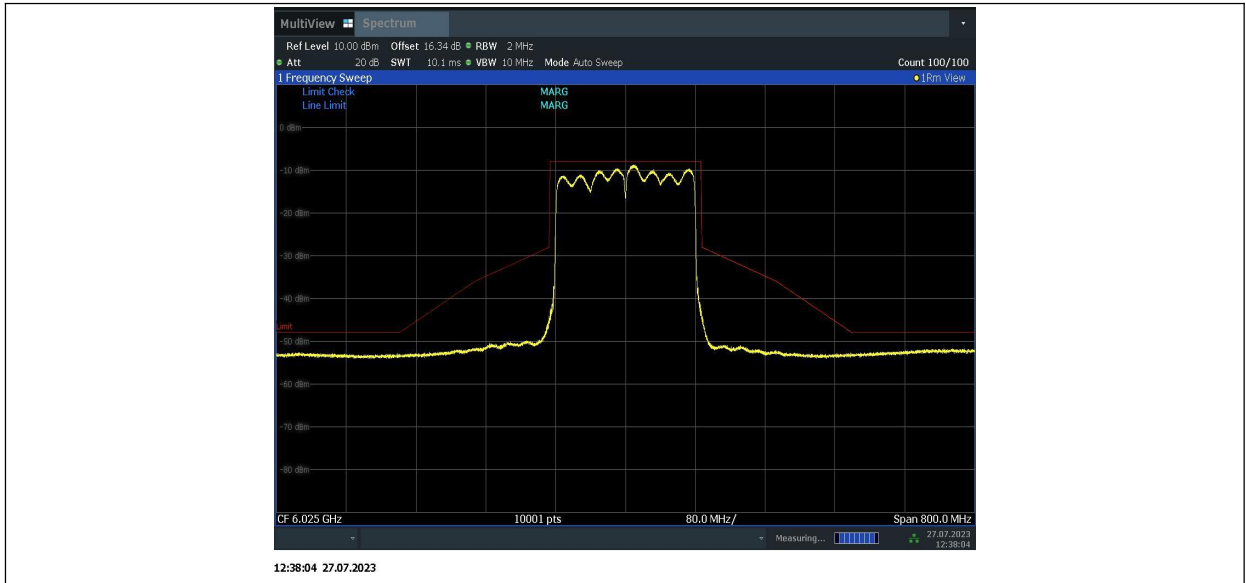 MultiView Spectrum
Ref Level 10.00 dBm Offset 16.34 dB RBW 2 MHz
Att 20 dB SWT 10.1 ms VBW 10 MHz Mode Auto Sweep Count 100/100
1 Frequency Sweep 1Rm View
Limit Check MARG
Line Limit MARG
0 dBm
-10 dBm
-20 dBm
-30 dBm
-40 dBm
Limit
-50 dBm
-60 dBm
-70 dBm
-80 dBm
CF 6.025 GHz 10001 pts 80.0 MHz/ Span 800.0 MHz
Measuring... 27.07.2023
12:38:04
12:38:04 27.07.2023